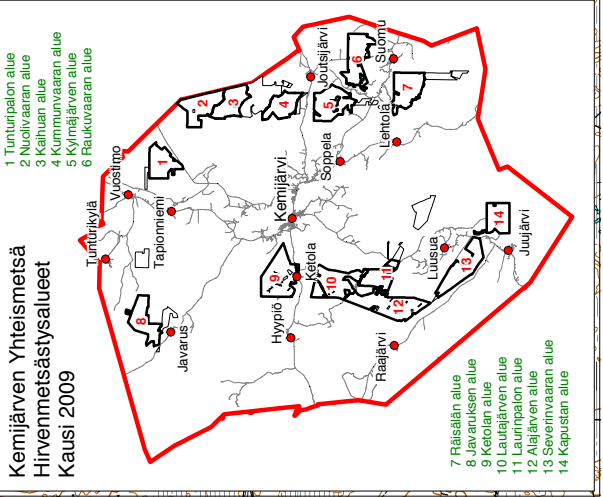 Kemijärven Yhteismetsä
Hirvenmetsästysalueet
Kausi 2009
1 Tunturipalon alue
2 Nuolivaaran alue
3 Kaihuan alue
4 Kummunvaaran alue
5 Kylmäjärven alue
6 Raukuvaaran alue
Tunturikylä
Vuostimo
Tapionniemi
Javarus
Hyypiö
Ketola
Kemijärvi
Soppela
Joutsijärvi
Suomu
Lehtola
Raajärvi
Luusua
Juujärvi
1
2
3
4
5
6
7
8
9
10
11
12
13
14
7 Räisälän alue
8 Javaruksen alue
9 Ketolan alue
10 Lautajärven alue
11 Laurinpalon alue
12 Alajärven alue
13 Severinvaaran alue
14 Kapustan alue